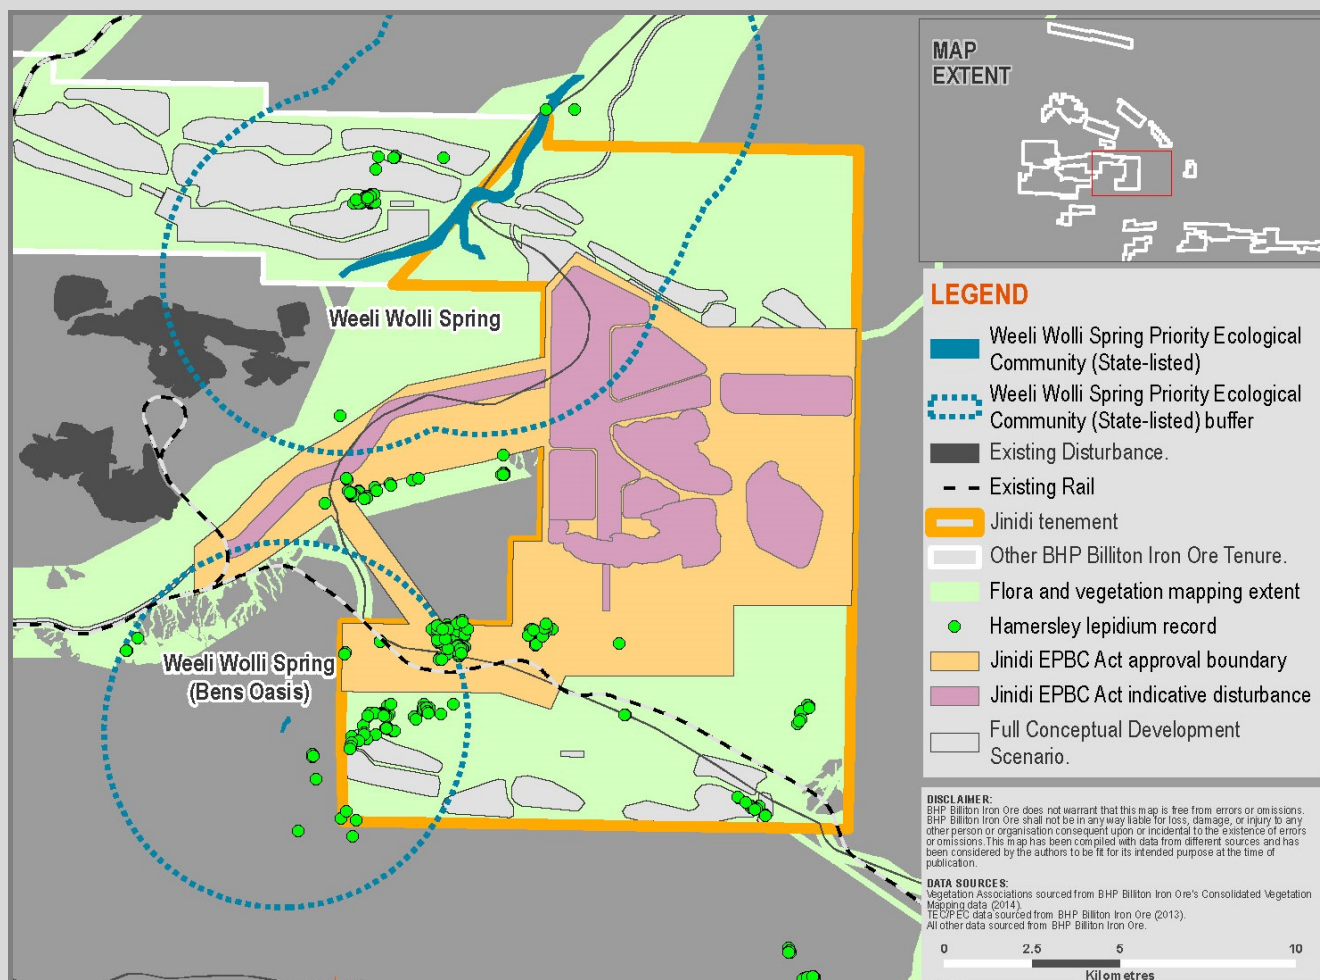 MAP
EXTENT
Weeli Wolli Spring
Weeli Wolli Spring
(Bens Oasis)
LEGEND
Weeli Wolli Spring Priority Ecological
Community (State-listed)
Weeli Wolli Spring Priority Ecological
Community (State-listed) buffer
Existing Disturbance.
Existing Rail
Jinidi tenement
Other BHP Billiton Iron Ore Tenure.
Flora and vegetation mapping extent
Hamersley lepidium record
Jinidi EPBC Act approval boundary
Jinidi EPBC Act indicative disturbance
Full Conceptual Development
Scenario.
DISCLAIMER:
BHP Billiton Iron Ore does not warrant that this map is free from errors or omissions.
BHP Billiton Iron Ore shall not be in any way liable for loss, damage, or injury to any
other person or organisation consequent upon or incidental to the existence of errors
or omissions. This map has been compiled with data from different sources and has
been considered by the authors to be fit for its intended purpose at the time of
publication.
DATA SOURCES:
Vegetation Associations sourced from BHP Billiton Iron Ore's Consolidated Vegetation
Mapping data (2014).
TEC/PEC data sourced from BHP Billiton Iron Ore (2013).
All other data sourced from BHP Billiton Iron Ore.
0 2.5 5 10
Kilometres